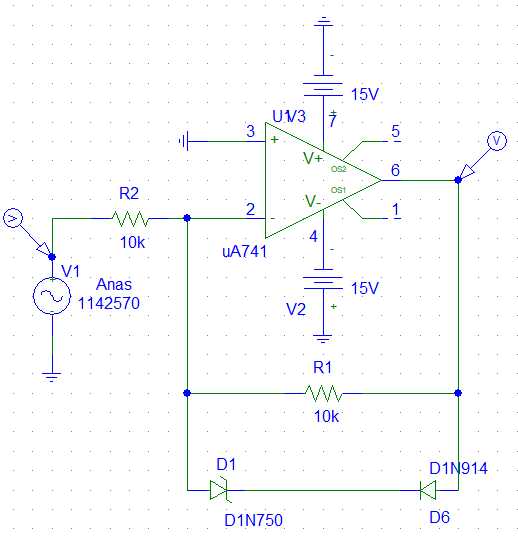 15V
U1 V3
+
7
5
3
+
V+
OS2
V
6
OS1
V-
R2
2
-
1
V
10k
4
-
uA741
V1
+
Anas
15V
1142570
V2
+
-
R1
10k
D1
D1N914
D1N750
D6